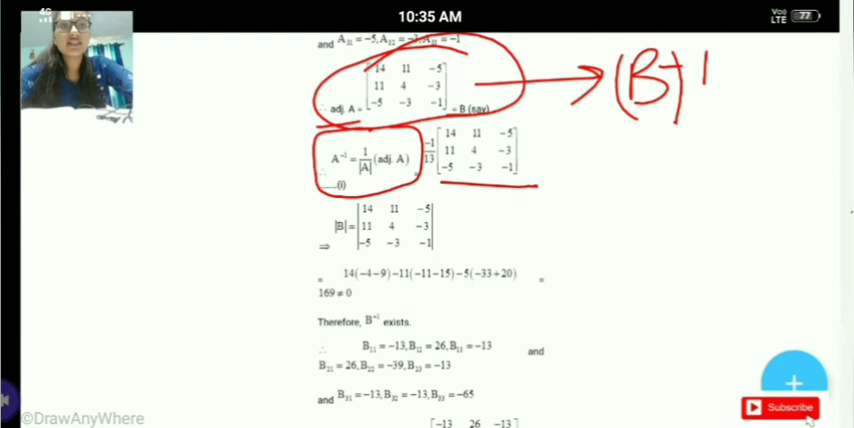 4G
10:35 AM
Vo)) LTE 77
and A₃₁ = −5, A₃₂ = −3, A₃₃ = −1
∴ adj. A = [14 11 −5
11 4 −3
−5 −3 −1] = B (say)
(B)⁻¹
∴ A⁻¹ = 1/|A| (adj. A) = −1/13 [14 11 −5
11 4 −3
−5 −3 −1]
......(i)
⇒ |B| = |14 11 −5
11 4 −3
−5 −3 −1|
= 14(−4−9)−11(−11−15)−5(−33+20) =
169 ≠ 0
Therefore, B⁻¹ exists.
∴ B₁₁ = −13, B₁₂ = 26, B₁₃ = −13 and
B₂₁ = 26, B₂₂ = −39, B₂₃ = −13
and B₃₁ = −13, B₃₂ = −13, B₃₃ = −65
[−13 26 −13]
+
Subscribe
©DrawAnyWhere